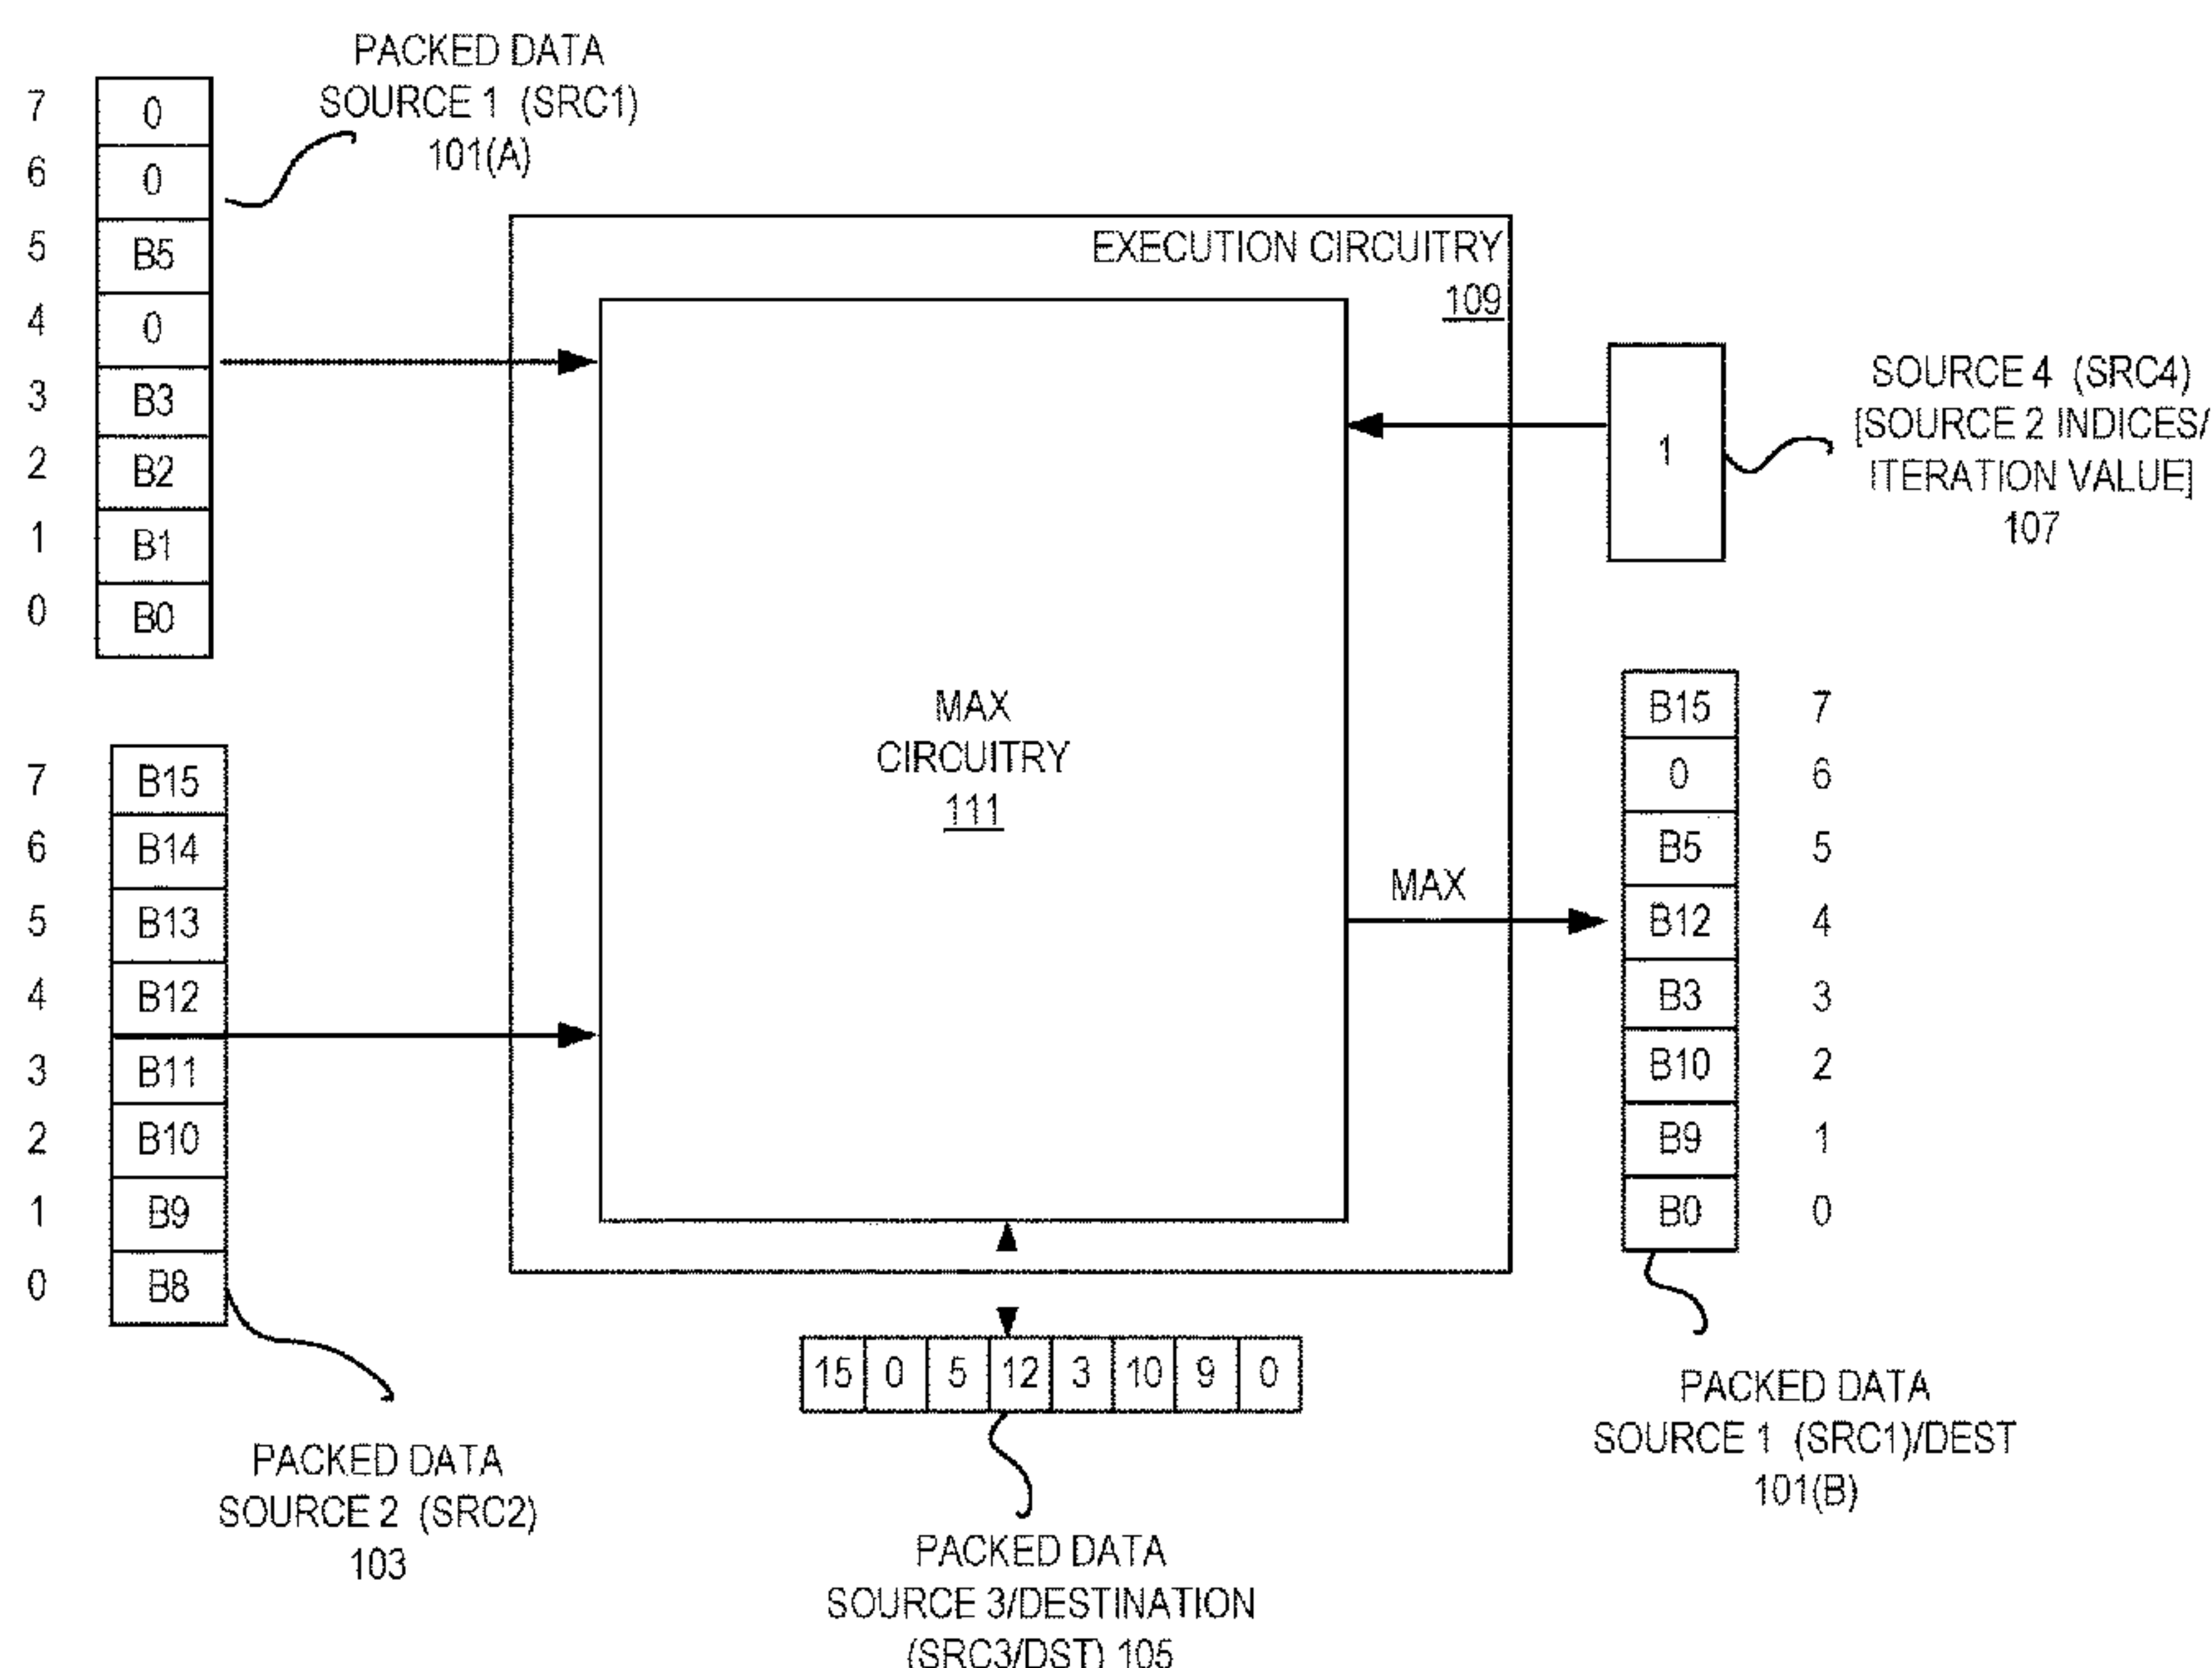 PACKED DATA
SOURCE 1 (SRC1)
101(A)
7 0
6 0
5 B5
4 0
3 B3
2 B2
1 B1
0 B0
EXECUTION CIRCUITRY
109
1
SOURCE 4 (SRC4)
[SOURCE 2 INDICES/
ITERATION VALUE]
107
MAX
CIRCUITRY
111
MAX
7 B15
6 B14
5 B13
4 B12
3 B11
2 B10
1 B9
0 B8
B15 7
0 6
B5 5
B12 4
B3 3
B10 2
B9 1
B0 0
15 0 5 12 3 10 9 0
PACKED DATA
SOURCE 2 (SRC2)
103
PACKED DATA
SOURCE 3/DESTINATION
(SRC3/DST) 105
PACKED DATA
SOURCE 1 (SRC1)/DEST
101(B)